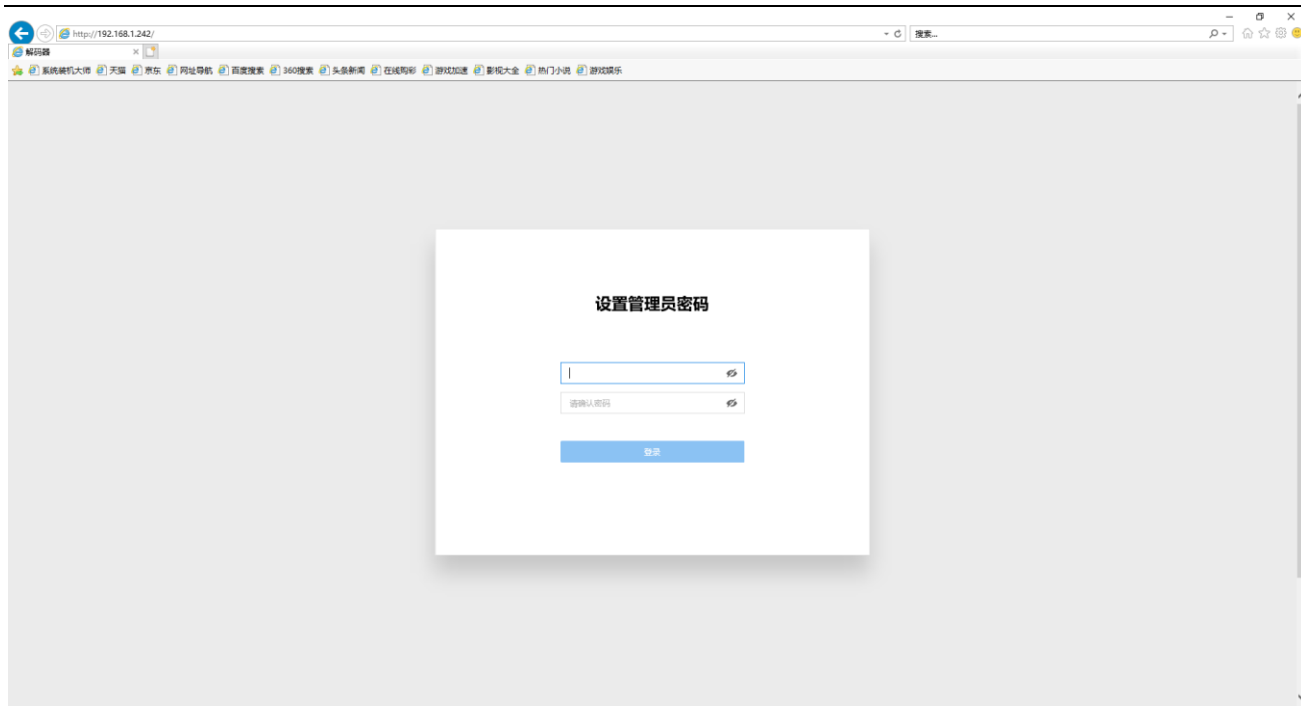 http://192.168.1.242/
搜索...
解码器
系统装机大师 天猫 京东 网址导航 百度搜索 360搜索 头条新闻 在线购彩 游戏加速 影视大全 热门小说 游戏娱乐
设置管理员密码
请确认密码
登录